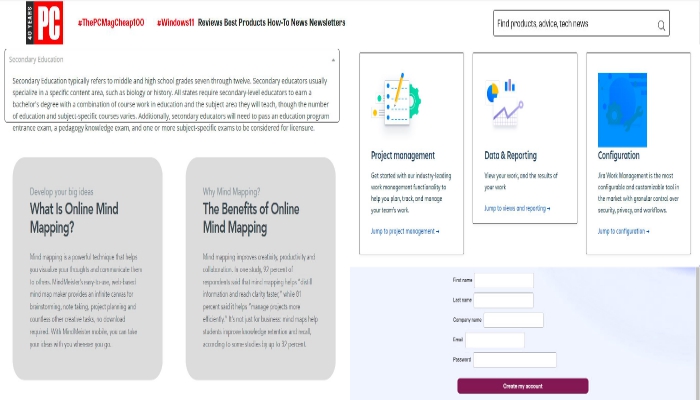 40 YEARS
PC
#ThePCMagCheap100 #Windows11 Reviews Best Products How-To News Newsletters
Find products, advice, tech news
Secondary Education
Secondary Education typically refers to middle and high school grades seven through twelve. Secondary educators usually
specialize in a specific content area, such as biology or history. All states require secondary-level educators to earn a
bachelor's degree with a combination of course work in education and the subject area they will teach, though the number
of education and subject-specific courses varies. Additionally, secondary educators will need to pass an education program
entrance exam, a pedagogy knowledge exam, and one or more subject-specific exams to be considered for licensure.
Develop your big ideas
What Is Online Mind
Mapping?
Mind mapping is a powerful technique that helps
you visualize your thoughts and communicate them
to others. MindMeister's easy-to-use, web-based
mind map maker provides an infinite canvas for
brainstorming, note taking, project planning and
countless other creative tasks, no download
required. With MindMeister mobile, you can take
your ideas with you wherever you go.
Why Mind Mapping?
The Benefits of Online
Mind Mapping
Mind mapping improves creativity, productivity and
collaboration. In one study, 92 percent of
respondents said that mind mapping helps "distill
information and reach clarity faster," while 81
percent said it helps "manage projects more
efficiently." It's not just for business: mind maps help
students improve knowledge retention and recall,
according to some studies by up to 32 percent.
Project management
Get started with our industry-leading
work management functionality to
help you plan, track, and manage
your team's work.
Jump to project management →
Data & Reporting
View your work, and the results of
your work
Jump to views and reporting →
Configuration
Jira Work Management is the most
configurable and customizable tool in
the market with granular control over
security, privacy, and workflows.
Jump to configuration →
First name
Last name
Company name
Email
Password
Create my account